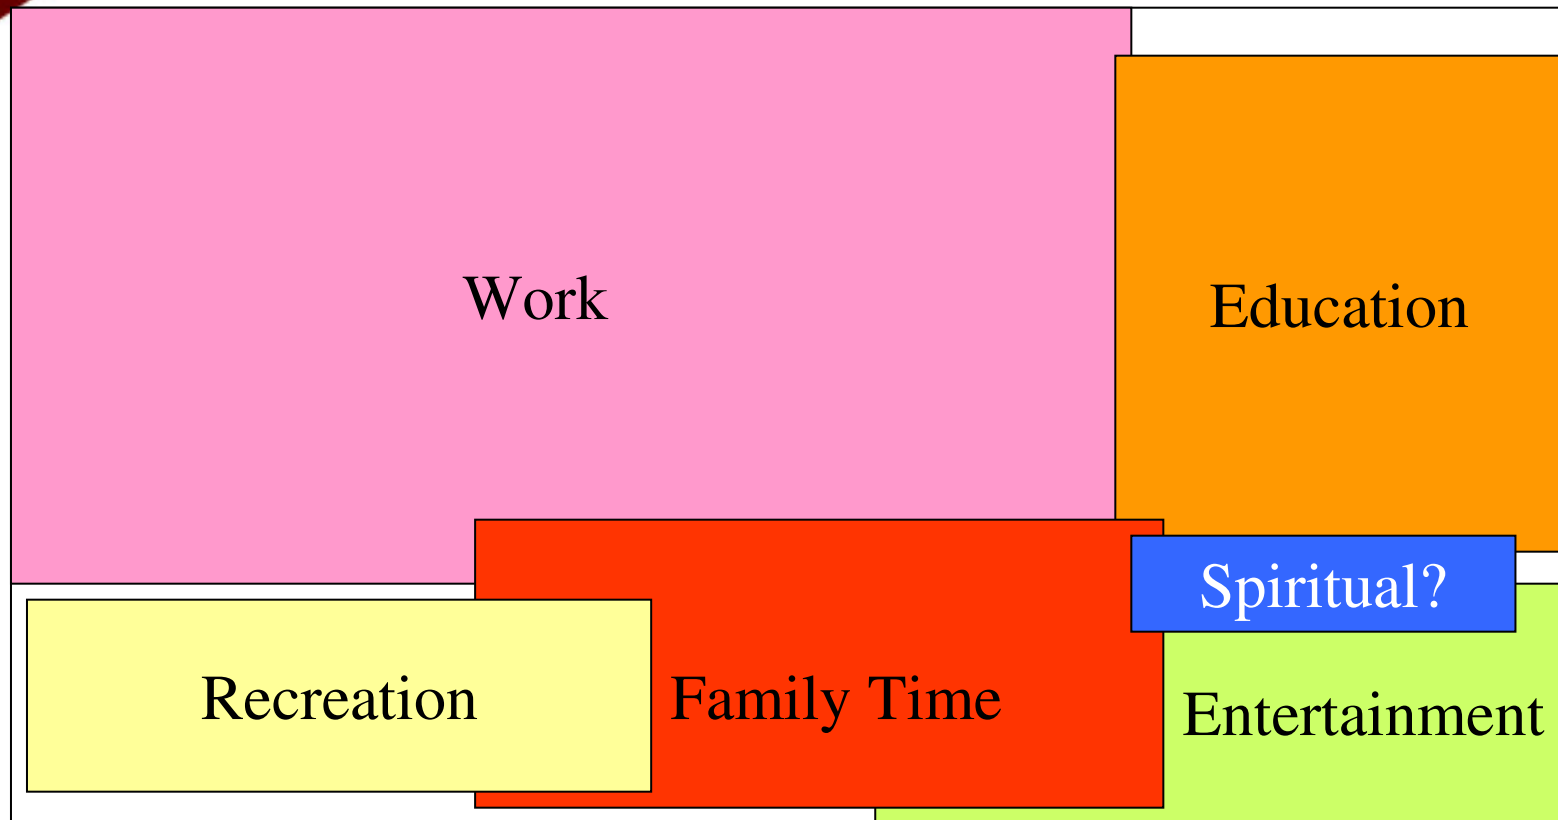 Work
Education
Spiritual?
Recreation
Family Time
Entertainment